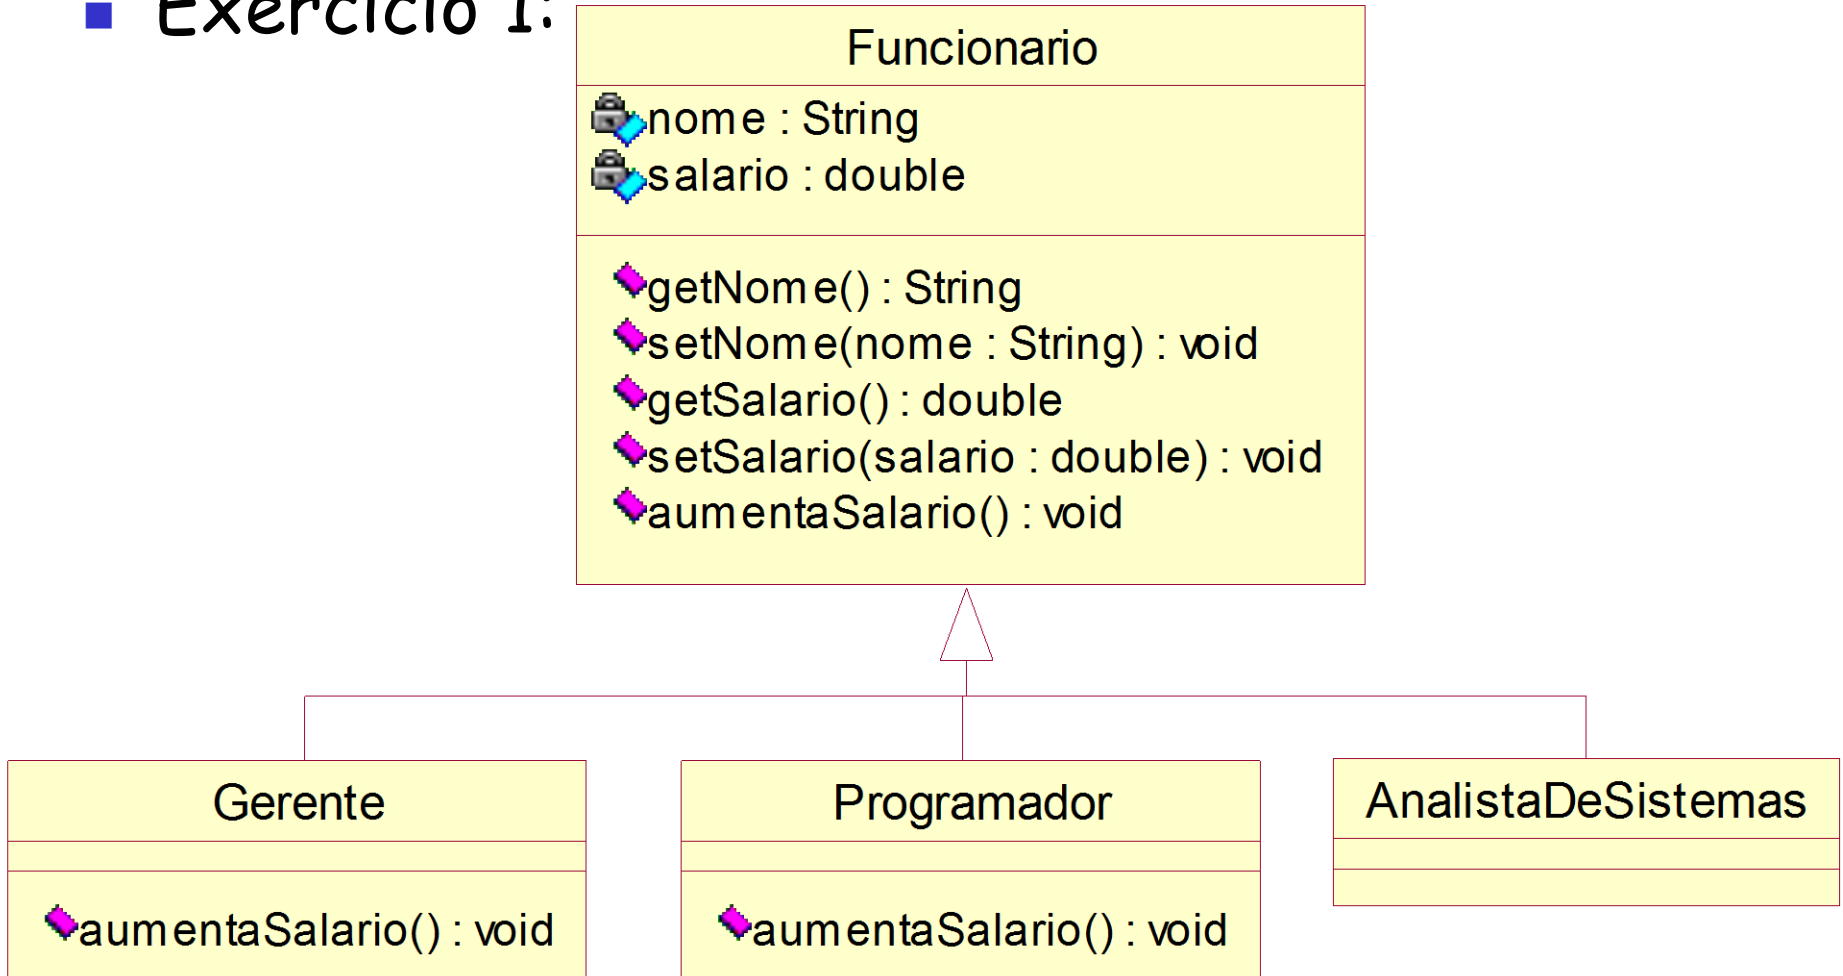 Exercício 1:
Funcionario
nome : String
salario : double
getNome() : String
setNome(nome : String) : void
getSalario() : double
setSalario(salario : double) : void
aumentaSalario() : void
Gerente
Programador
AnalistaDeSistemas
aumentaSalario() : void
aumentaSalario() : void